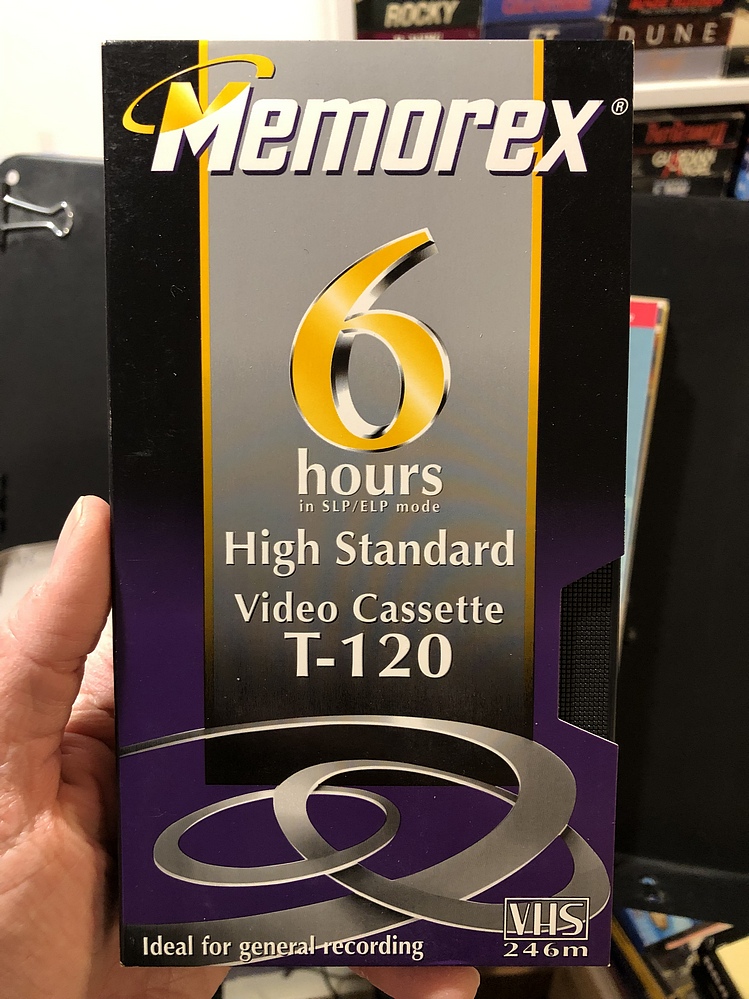 ROCKY
DUNE
Memorex®
6
hours
in SLP/ELP mode
High Standard
Video Cassette
T-120
Ideal for general recording
VHS
246m